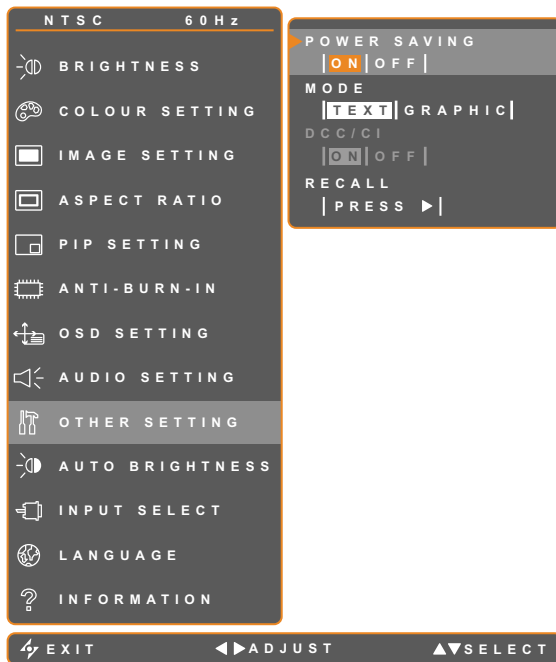 NTSC 60Hz
BRIGHTNESS
COLOUR SETTING
IMAGE SETTING
ASPECT RATIO
PIP SETTING
ANTI-BURN-IN
OSD SETTING
AUDIO SETTING
OTHER SETTING
AUTO BRIGHTNESS
INPUT SELECT
LANGUAGE
? INFORMATION
POWER SAVING
|ON|OFF|
MODE
|TEXT|GRAPHIC|
DCC/CI
|ON|OFF|
RECALL
|PRESS ▶|
EXIT ◀▶ADJUST ▲▼SELECT